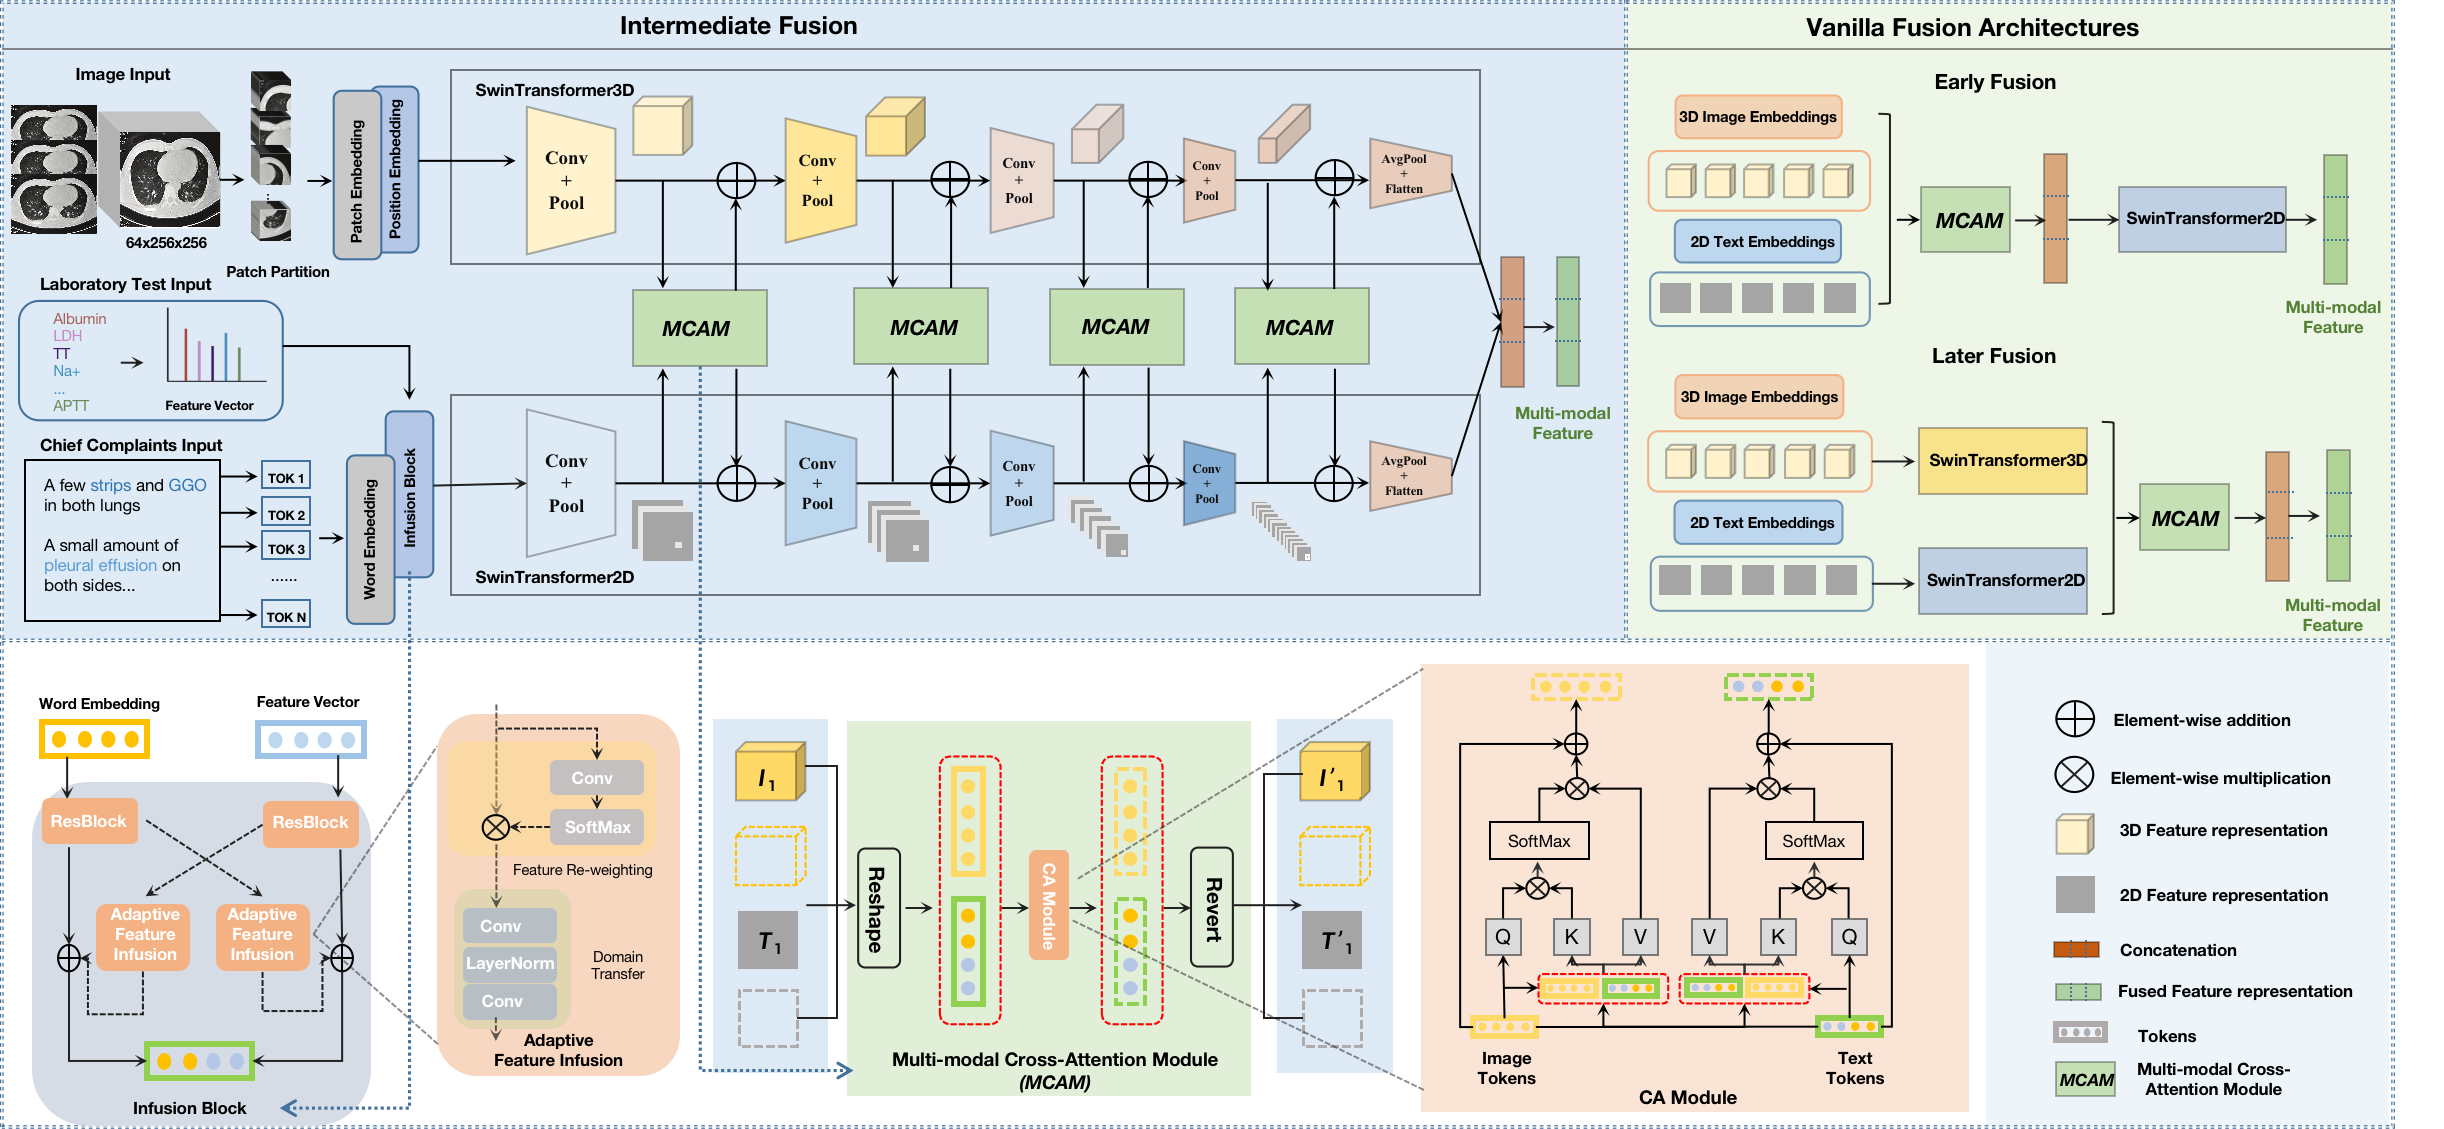 Intermediate Fusion
Image Input
64x256x256
Patch Partition
Patch Embedding
Position Embedding
Laboratory Test Input
Albumin
LDH
TT
Na+
...
APTT
Feature Vector
Chief Complaints Input
A few strips and GGO
in both lungs
A small amount of
pleural effusion on
both sides...
TOK 1
TOK 2
TOK 3
......
TOK N
Word Embedding
Infusion Block
SwinTransformer3D
Conv
+
Pool
Conv
+
Pool
Conv
+
Pool
Conv
+
Pool
AvgPool
+
Flatten
MCAM
MCAM
MCAM
MCAM
Conv
+
Pool
Conv
+
Pool
Conv
+
Pool
Conv
+
Pool
AvgPool
+
Flatten
SwinTransformer2D
Multi-modal
Feature
Vanilla Fusion Architectures
Early Fusion
3D Image Embeddings
2D Text Embeddings
MCAM
SwinTransformer2D
Multi-modal
Feature
Later Fusion
3D Image Embeddings
2D Text Embeddings
SwinTransformer3D
SwinTransformer2D
MCAM
Multi-modal
Feature
Word Embedding
Feature Vector
ResBlock
ResBlock
Adaptive
Feature
Infusion
Adaptive
Feature
Infusion
Infusion Block
Conv
SoftMax
Feature Re-weighting
Conv
LayerNorm
Conv
Domain
Transfer
Adaptive
Feature Infusion
I1
T1
Reshape
CA Module
Revert
I'1
T'1
Multi-modal Cross-Attention Module
(MCAM)
SoftMax
SoftMax
Q
K
V
V
K
Q
Image
Tokens
Text
Tokens
CA Module
Element-wise addition
Element-wise multiplication
3D Feature representation
2D Feature representation
Concatenation
Fused Feature representation
Tokens
MCAM
Multi-modal Cross-
Attention Module